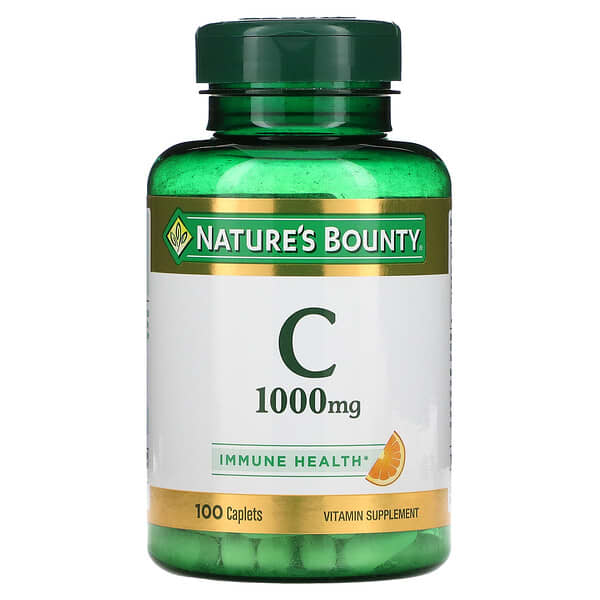 NATURE'S BOUNTY®
C
1000mg
IMMUNE HEALTH*
100 Caplets
VITAMIN SUPPLEMENT